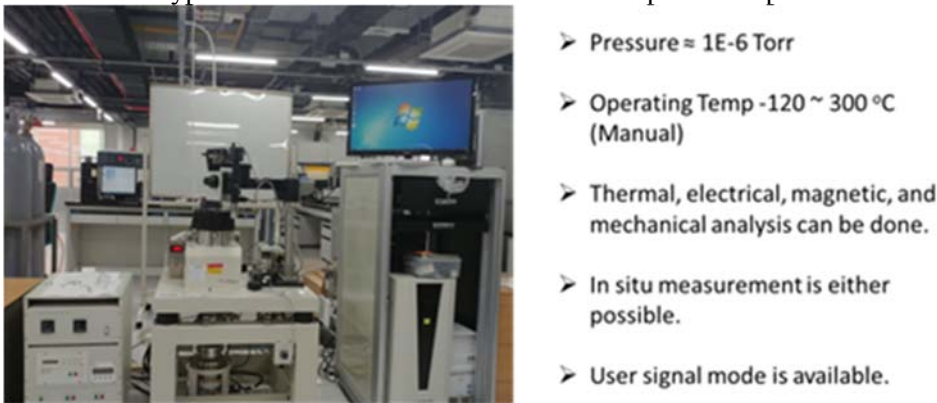 Pressure ≈ 1E-6 Torr
Operating Temp -120 ~ 300 °C
(Manual)
Thermal, electrical, magnetic, and
mechanical analysis can be done.
In situ measurement is either
possible.
User signal mode is available.